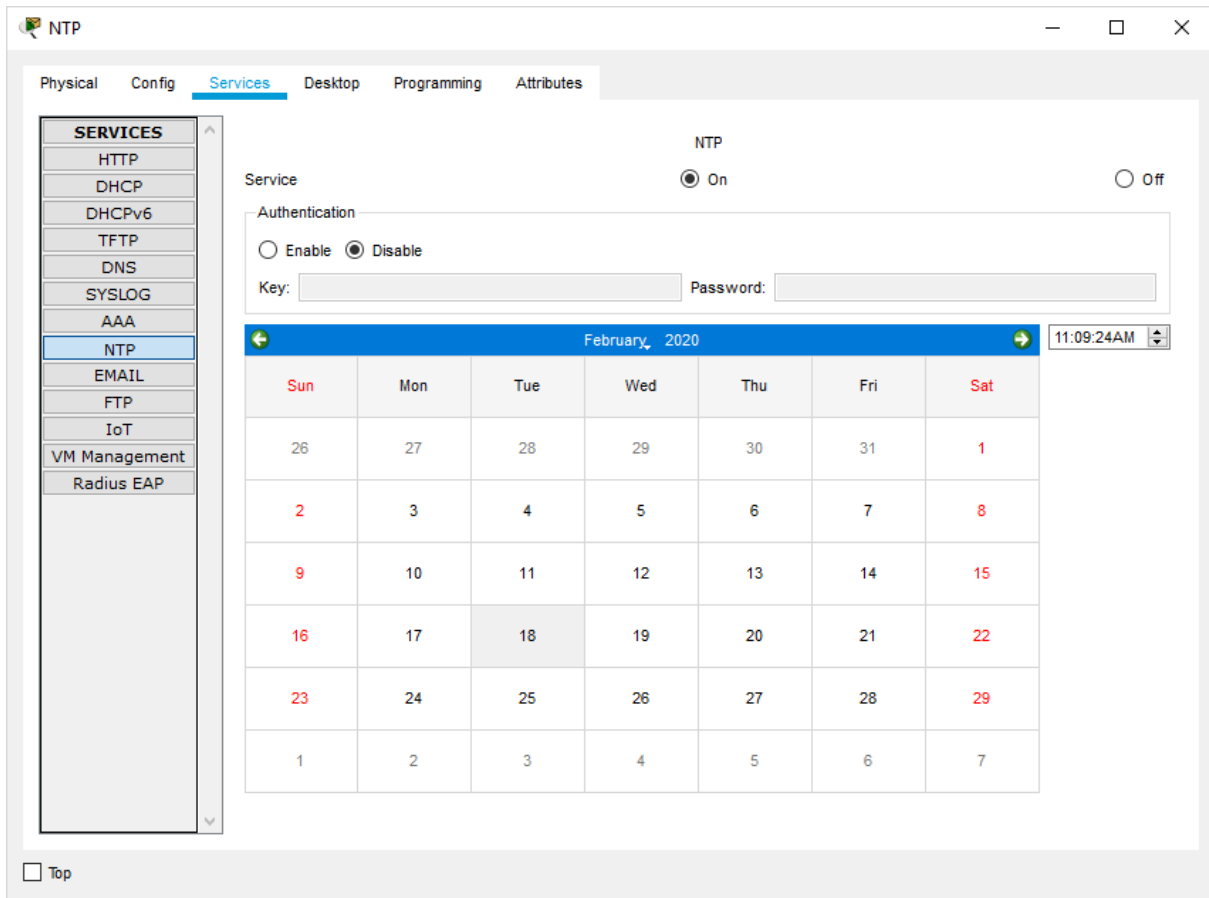 NTP
Physical Config Services Desktop Programming Attributes
SERVICES
HTTP
DHCP
DHCPv6
TFTP
DNS
SYSLOG
AAA
NTP
EMAIL
FTP
IoT
VM Management
Radius EAP
NTP
Service On Off
Authentication
Enable Disable
Key: Password:
February 2020 11:09:24AM
Sun Mon Tue Wed Thu Fri Sat
26 27 28 29 30 31 1
2 3 4 5 6 7 8
9 10 11 12 13 14 15
16 17 18 19 20 21 22
23 24 25 26 27 28 29
1 2 3 4 5 6 7
Top